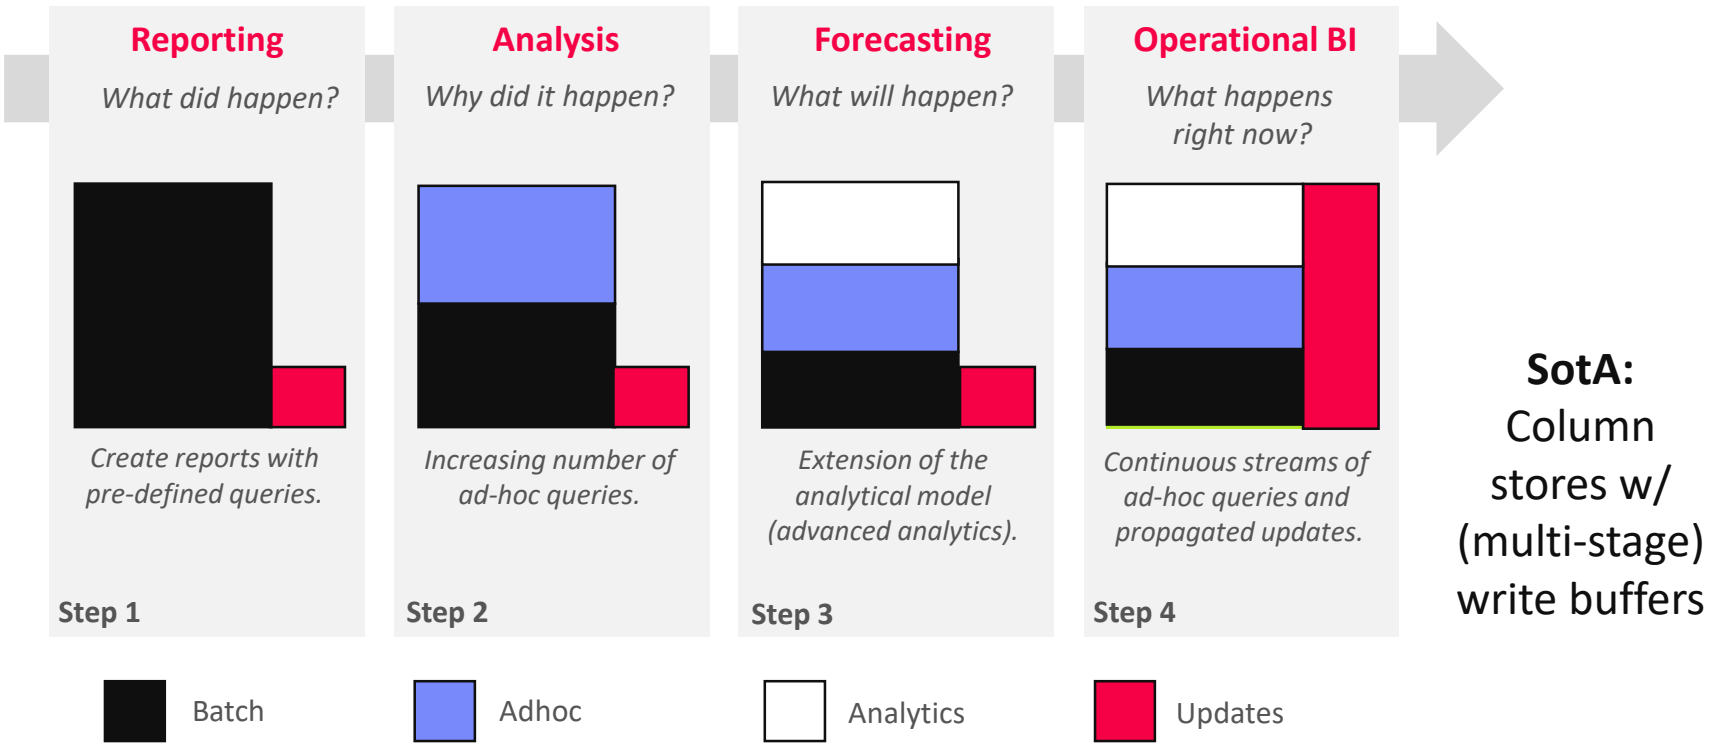 Reporting
What did happen?
Create reports with
pre-defined queries.
Step 1
Analysis
Why did it happen?
Increasing number of
ad-hoc queries.
Step 2
Forecasting
What will happen?
Extension of the
analytical model
(advanced analytics).
Step 3
Operational BI
What happens
right now?
Continuous streams of
ad-hoc queries and
propagated updates.
Step 4
SotA:
Column
stores w/
(multi-stage)
write buffers
Batch
Adhoc
Analytics
Updates